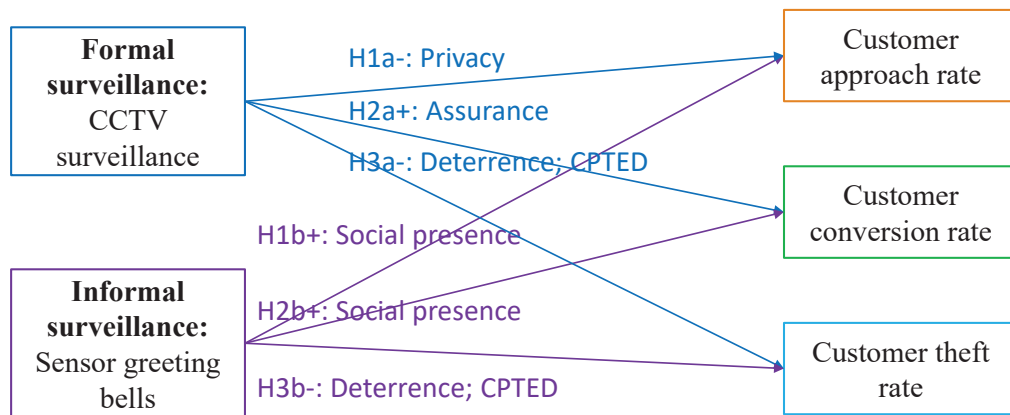 Formal
surveillance:
CCTV
surveillance
H1a-: Privacy
H2a+: Assurance
H3a-: Deterrence; CPTED
H1b+: Social presence
H2b+: Social presence
H3b-: Deterrence; CPTED
Informal
surveillance:
Sensor greeting
bells
Customer
approach rate
Customer
conversion rate
Customer theft
rate